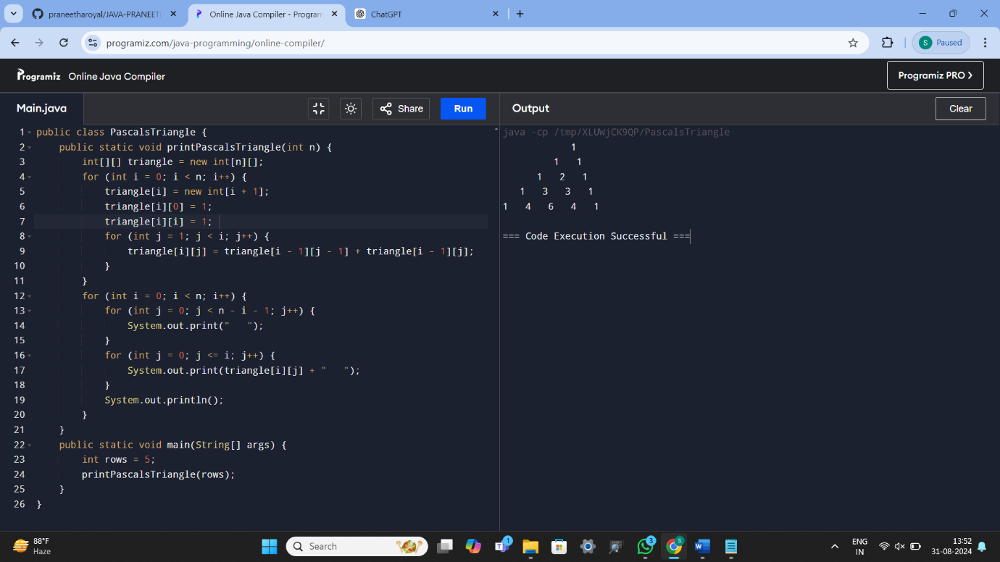 praneetharoyal/JAVA-PRANEET
Online Java Compiler - Program
ChatGPT
programiz.com/java-programming/online-compiler/
S Paused
Programiz Online Java Compiler
Programiz PRO >
Main.java
Share
Run
Output
Clear
1 public class PascalsTriangle {
2     public static void printPascalsTriangle(int n) {
3         int[][] triangle = new int[n][];
4         for (int i = 0; i < n; i++) {
5             triangle[i] = new int[i + 1];
6             triangle[i][0] = 1;
7             triangle[i][i] = 1;
8             for (int j = 1; j < i; j++) {
9                 triangle[i][j] = triangle[i - 1][j - 1] + triangle[i - 1][j];
10             }
11         }
12         for (int i = 0; i < n; i++) {
13             for (int j = 0; j < n - i - 1; j++) {
14                 System.out.print("   ");
15             }
16             for (int j = 0; j <= i; j++) {
17                 System.out.print(triangle[i][j] + "   ");
18             }
19             System.out.println();
20         }
21     }
22     public static void main(String[] args) {
23         int rows = 5;
24         printPascalsTriangle(rows);
25     }
26 }
java -cp /tmp/XLUWjCK9QP/PascalsTriangle
            1
         1   1
      1   2   1
   1   3   3   1
1   4   6   4   1
=== Code Execution Successful ===
88°F
Haze
Search
1
3
S
W
ENG
IN
13:52
31-08-2024